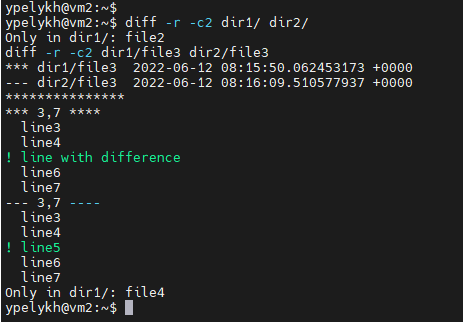 ypelykh@vm2:~$
ypelykh@vm2:~$ diff -r -c2 dir1/ dir2/
Only in dir1/: file2
diff -r -c2 dir1/file3 dir2/file3
*** dir1/file3  2022-06-12 08:15:50.062453173 +0000
--- dir2/file3  2022-06-12 08:16:09.510577937 +0000
***************
*** 3,7 ****
  line3
  line4
! line with difference
  line6
  line7
--- 3,7 ----
  line3
  line4
! line5
  line6
  line7
Only in dir1/: file4
ypelykh@vm2:~$